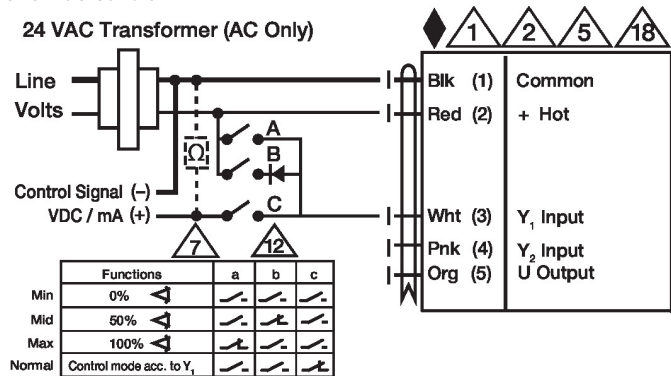 24 VAC Transformer (AC Only)
1 2 5 18
Line
Volts
Blk (1) Common
Red (2) + Hot
A
Ω
B
Control Signal (–)
VDC / mA (+)
C
Wht (3) Y1 Input
Pnk (4) Y2 Input
Org (5) U Output
7 12
Functions a b c
Min 0%
Mid 50%
Max 100%
Normal Control mode acc. to Y1